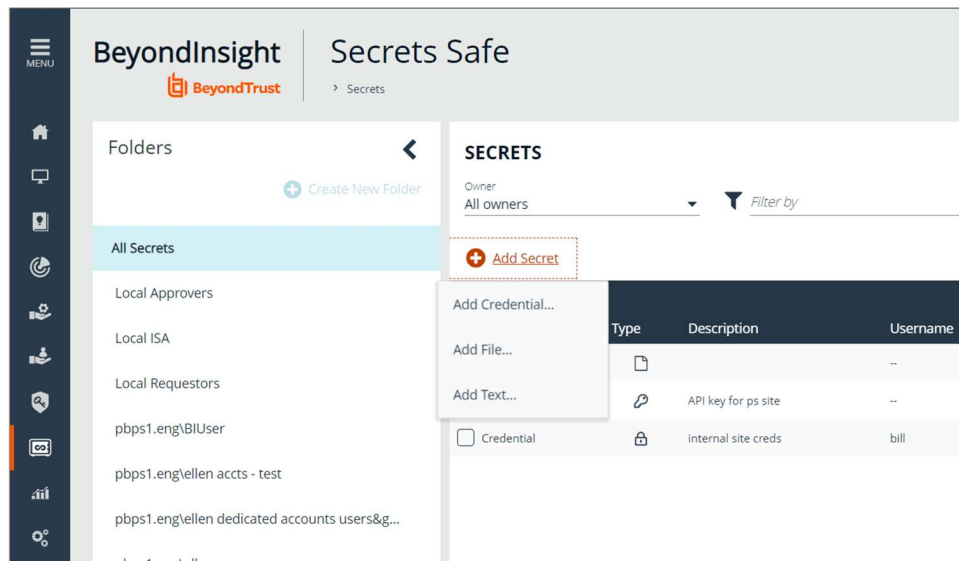 MENU
BeyondInsight
BeyondTrust
Secrets Safe
> Secrets
Folders
Create New Folder
All Secrets
Local Approvers
Local ISA
Local Requestors
pbps1.eng\BIUser
pbps1.eng\ellen accts - test
pbps1.eng\ellen dedicated accounts users&g...
SECRETS
Owner
All owners
Filter by
Add Secret
Add Credential...
Add File...
Add Text...
Type Description Username
--
API key for ps site --
Credential internal site creds bill